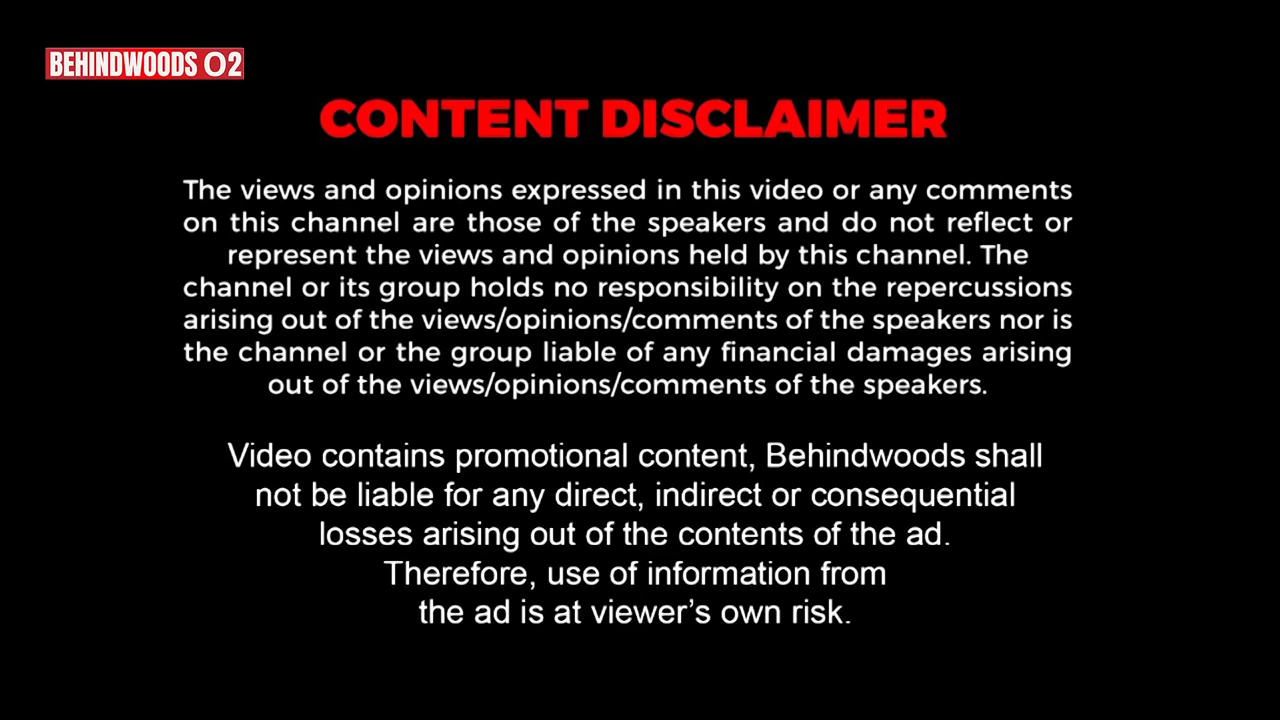 BEHINDWOODS O2
CONTENT DISCLAIMER
The views and opinions expressed in this video or any comments
on this channel are those of the speakers and do not reflect or
represent the views and opinions held by this channel. The
channel or its group holds no responsibility on the repercussions
arising out of the views/opinions/comments of the speakers nor is
the channel or the group liable of any financial damages arising
out of the views/opinions/comments of the speakers.
Video contains promotional content, Behindwoods shall
not be liable for any direct, indirect or consequential
losses arising out of the contents of the ad.
Therefore, use of information from
the ad is at viewer’s own risk.